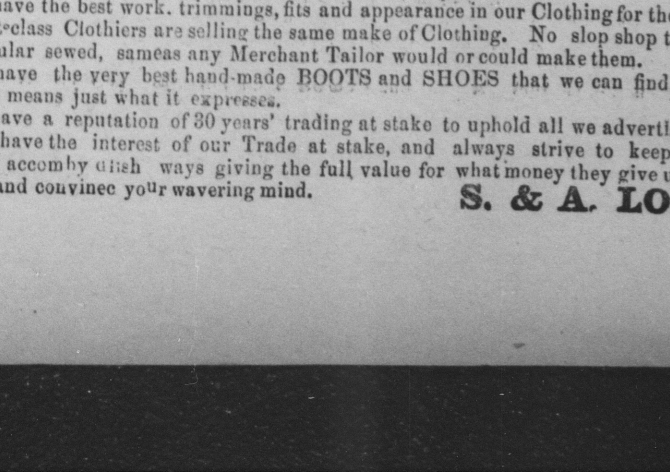 ave the best work. trimmings, fits and appearance in our Clothing for th
class Clothiers are selling the same make of Clothing. No slop shop t
ular sewed, sameas any Merchant Tailor would or could make them.
have the very best hand-made BOOTS and SHOES that we can find
means just what it expresses.
ave a reputation of 30 years' trading at stake to uphold all we adverti
have the interest of our Trade at stake, and always strive to keep
accomby ways giving the full value for what money they give u
and couvinec your wavering mind.
S. & A. LO